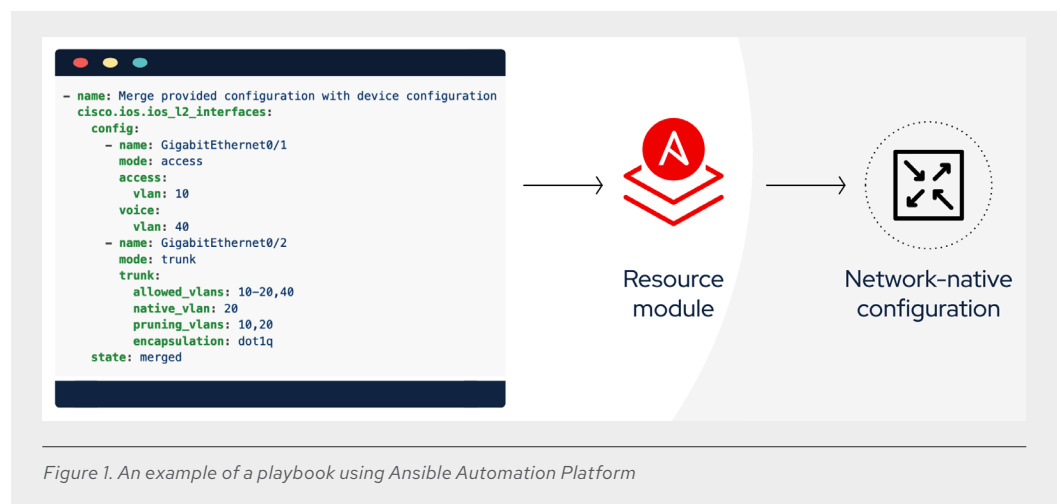 - name: Merge provided configuration with device configuration
  cisco.ios.ios_l2_interfaces:
    config:
      - name: GigabitEthernet0/1
        mode: access
        access:
          vlan: 10
        voice:
          vlan: 40
      - name: GigabitEthernet0/2
        mode: trunk
        trunk:
          allowed_vlans: 10-20,40
          native_vlan: 20
          pruning_vlans: 10,20
          encapsulation: dot1q
    state: merged
Resource
module
Network-native
configuration
Figure 1. An example of a playbook using Ansible Automation Platform